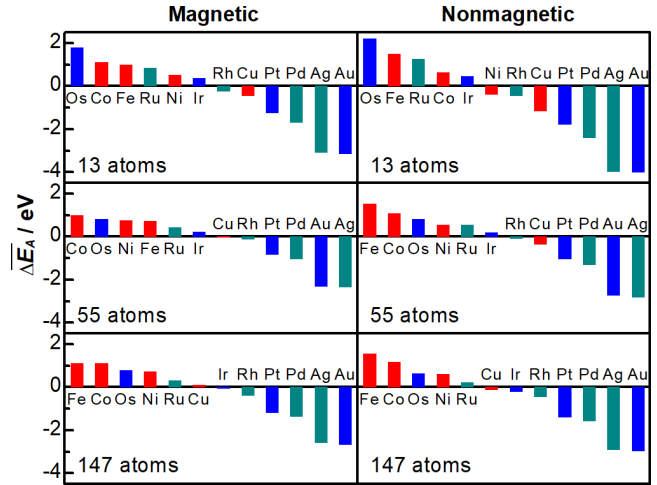 Magnetic Nonmagnetic
ΔE_A / eV
2
0
-2
-4
Rh Cu Pt Pd Ag Au
Os Co Fe Ru Ni Ir
13 atoms
Ni Rh Cu Pt Pd Ag Au
Os Fe Ru Co Ir
13 atoms
2
0
-2
-4
Cu Rh Pt Pd Au Ag
Co Os Ni Fe Ru Ir
55 atoms
Rh Cu Pt Pd Au Ag
Fe Co Os Ni Ru Ir
55 atoms
2
0
-2
-4
Ir Rh Pt Pd Ag Au
Fe Co Os Ni Ru Cu
147 atoms
Cu Ir Rh Pt Pd Ag Au
Fe Co Os Ni Ru
147 atoms